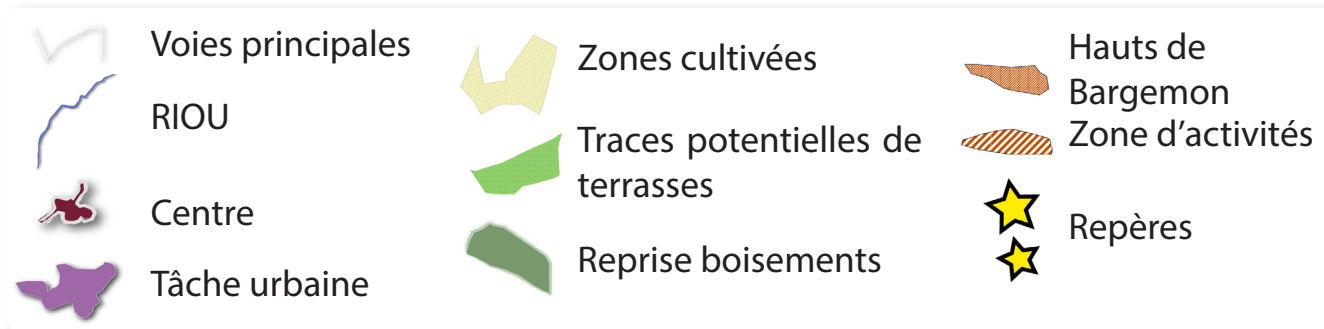 Voies principales
RIOU
Centre
Tâche urbaine
Zones cultivées
Traces potentielles de
terrasses
Reprise boisements
Hauts de
Bargemon
Zone d'activités
Repères